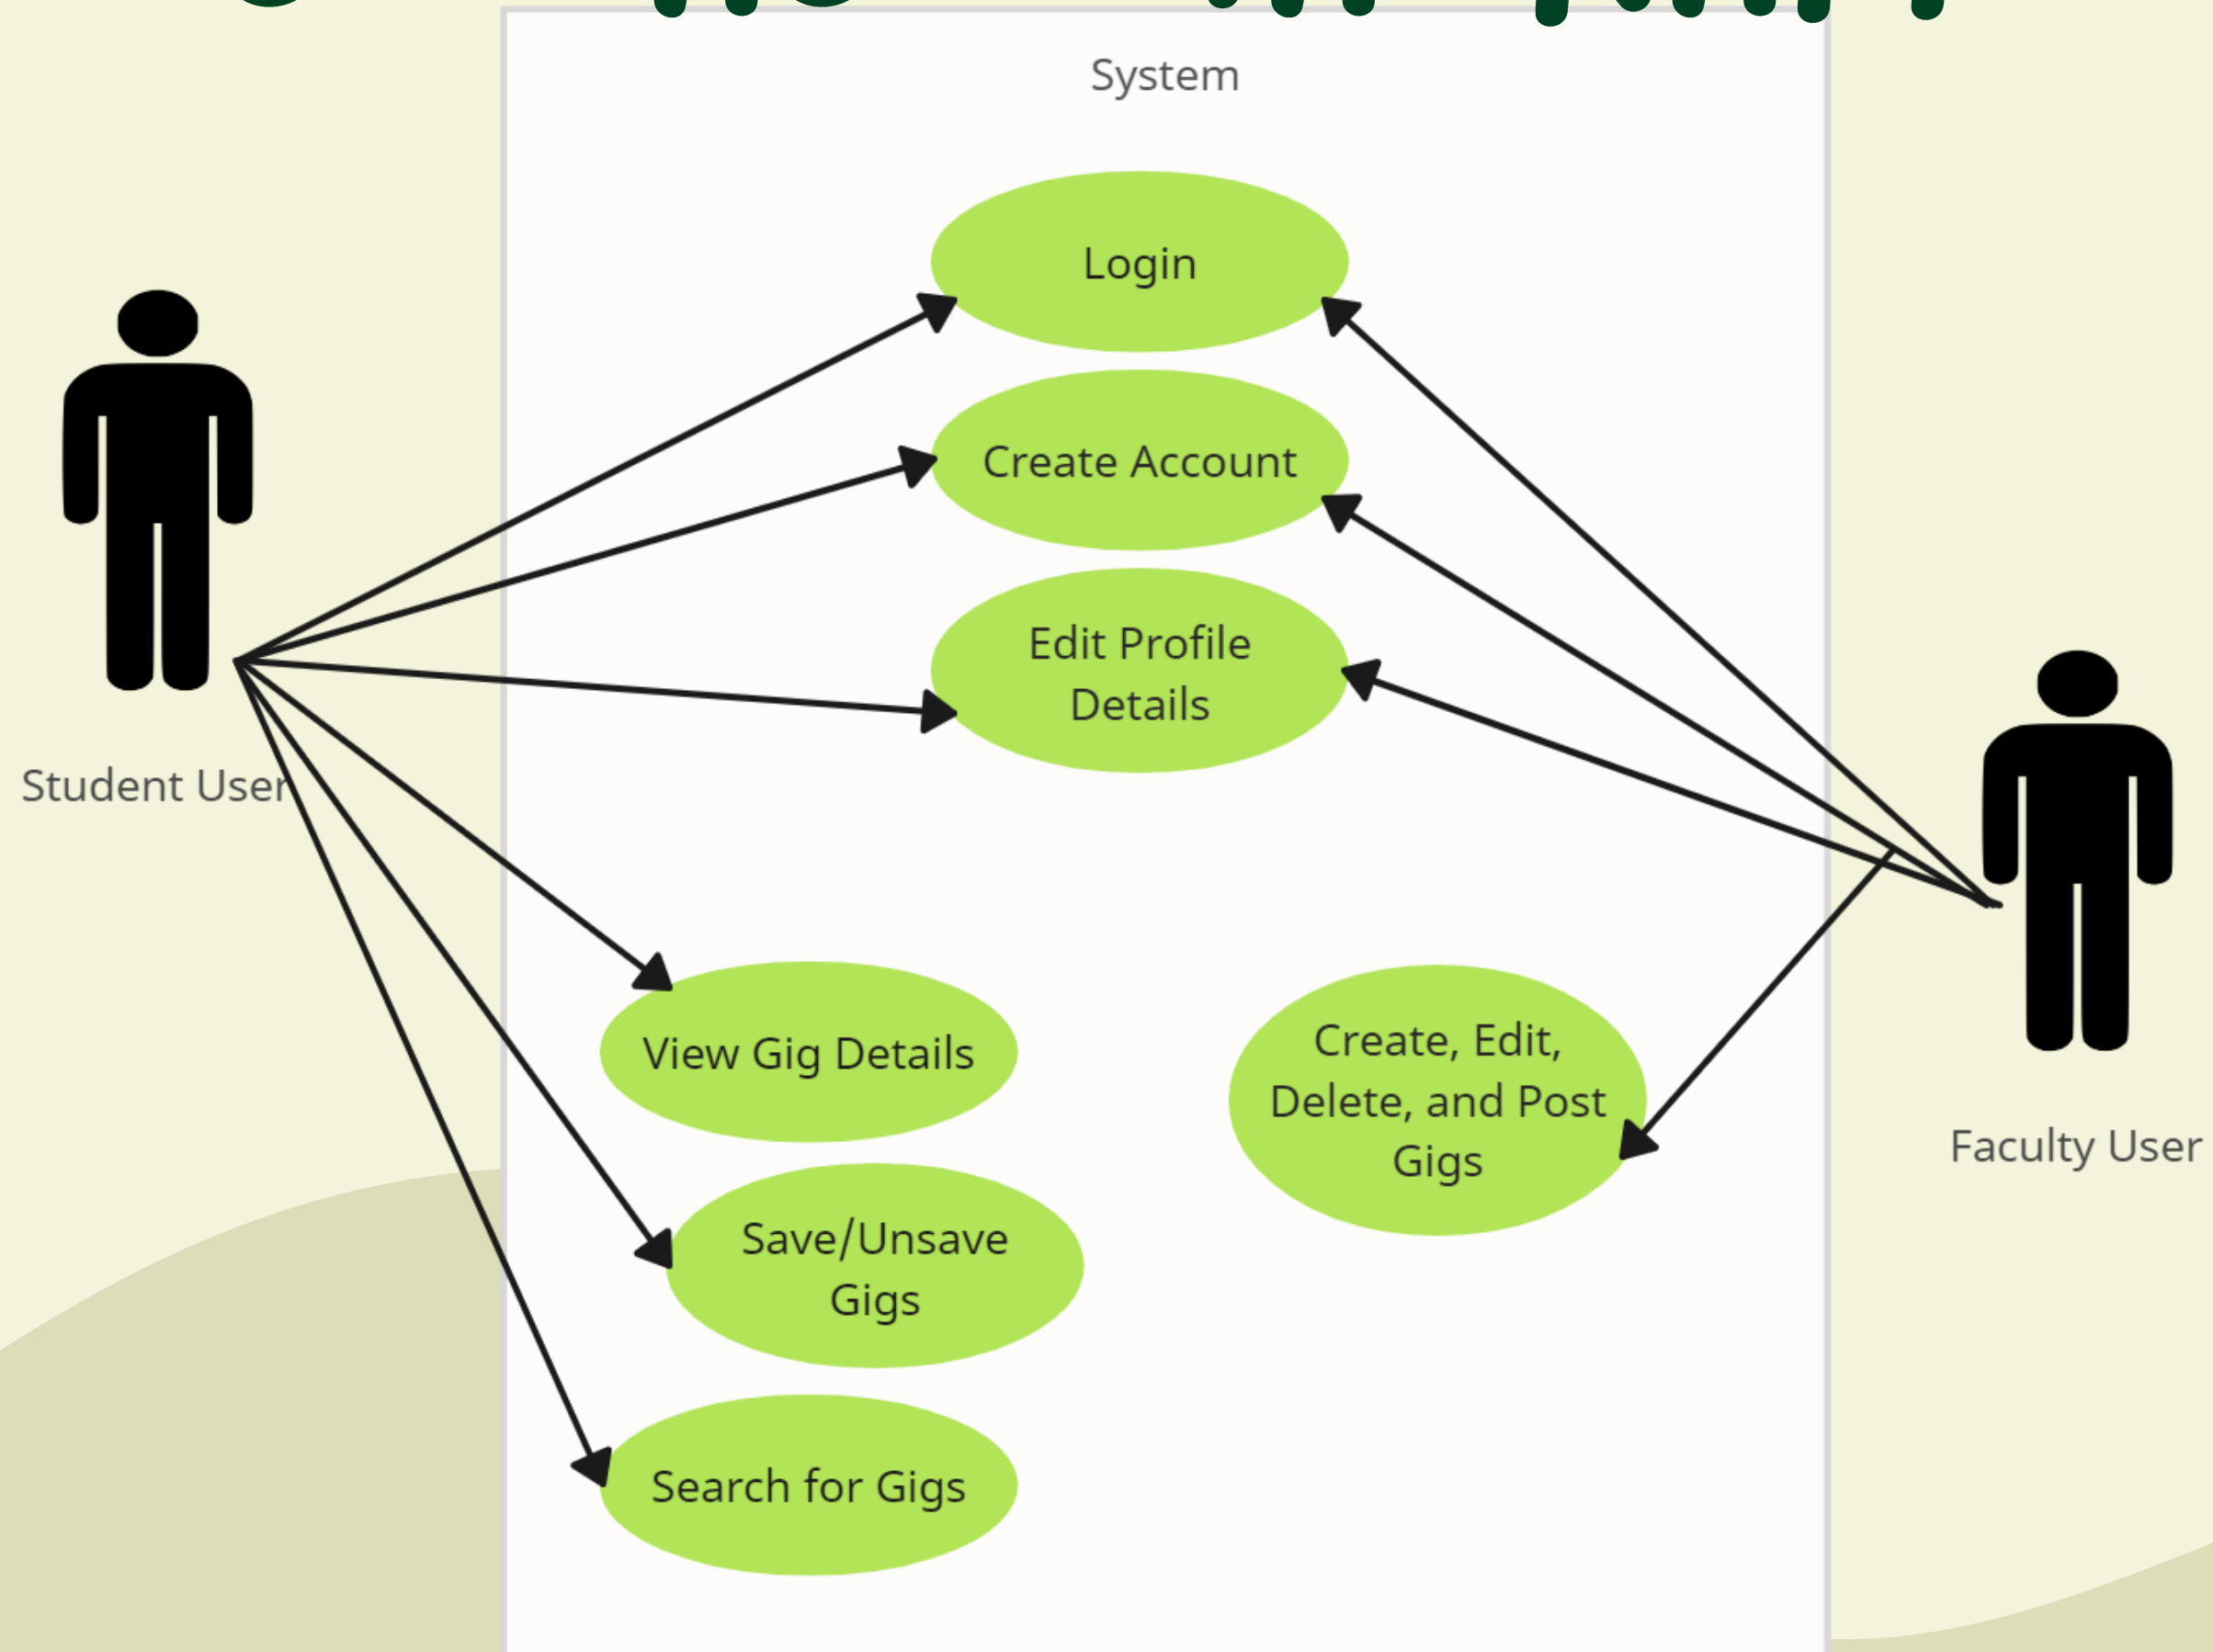 System
Login
Create Account
Edit Profile
Details
Student User
View Gig Details
Create, Edit,
Delete, and Post
Gigs
Faculty User
Save/Unsave
Gigs
Search for Gigs